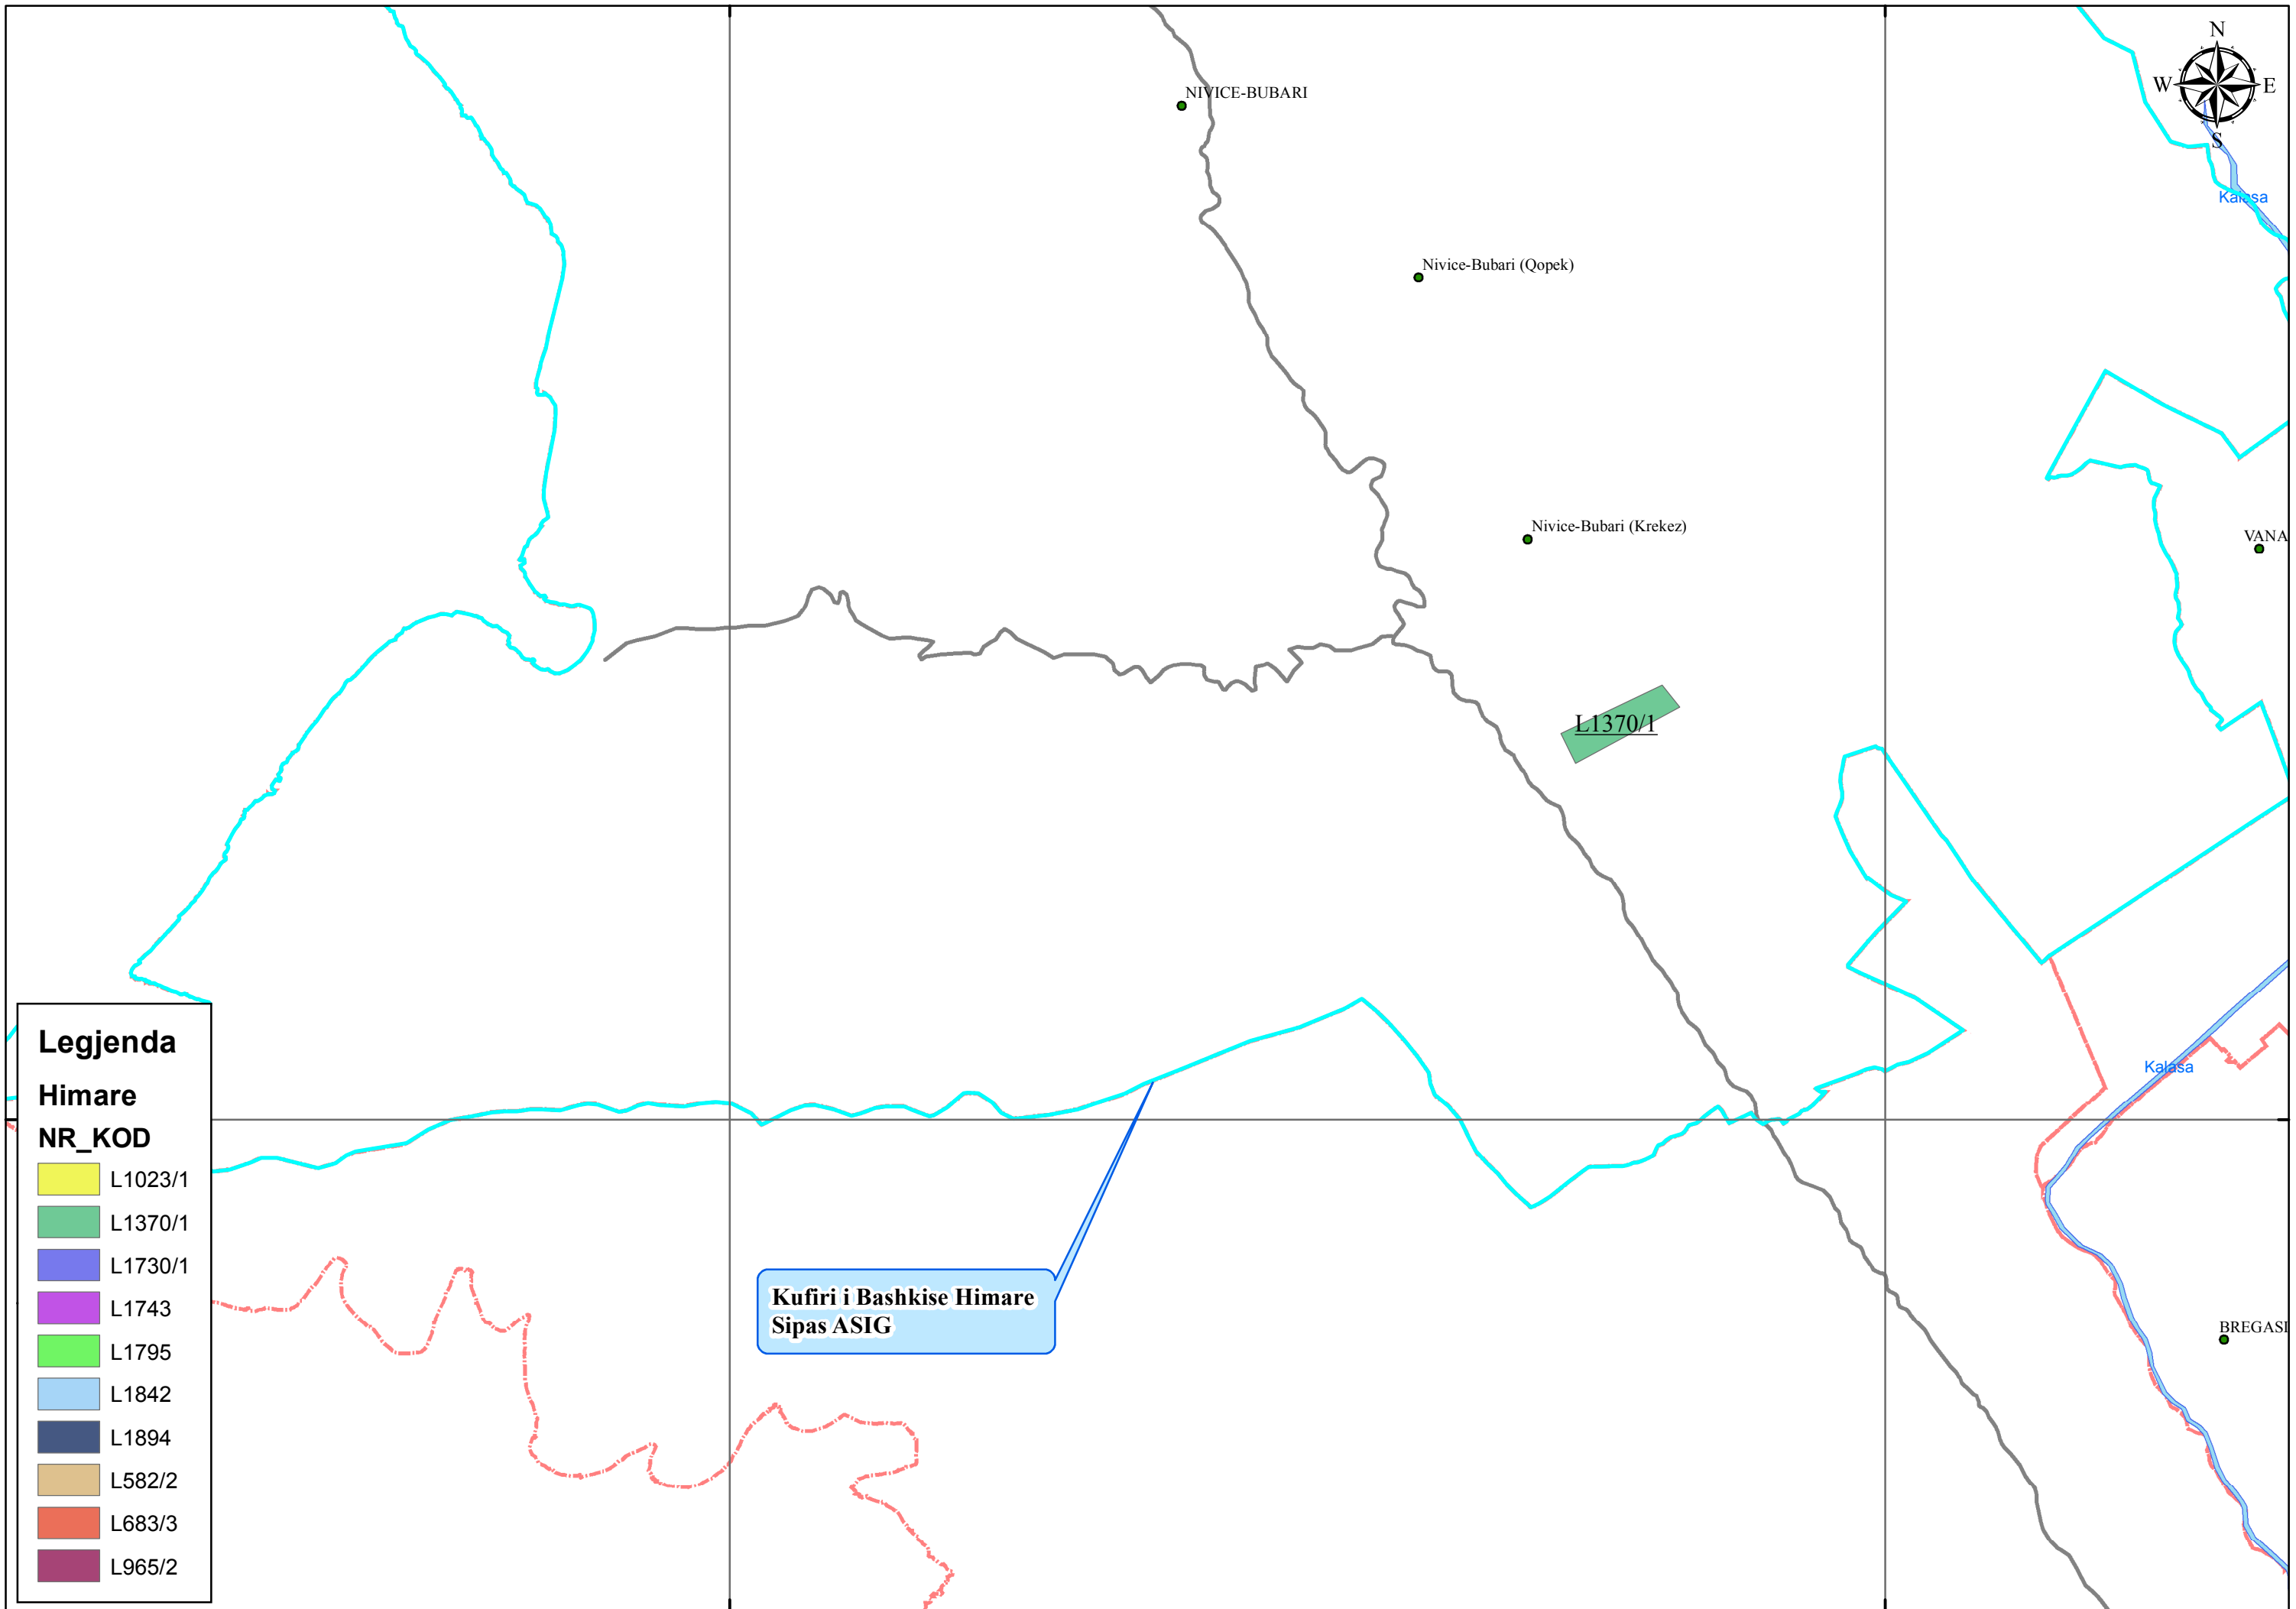 N
W
E
S
NIVICE-BUBARI
Kalasa
Nivice-Bubari (Qopek)
Nivice-Bubari (Krekez)
VANA
L1370/1
Kalasa
Kufiri i Bashkise Himare
Sipas ASIG
BREGASI
Legjenda
Himare
NR_KOD
L1023/1
L1370/1
L1730/1
L1743
L1795
L1842
L1894
L582/2
L683/3
L965/2